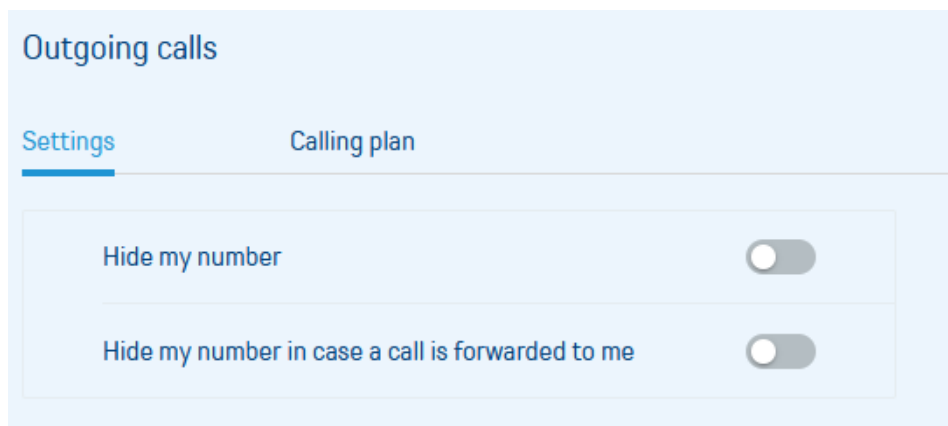 Outgoing calls
Settings Calling plan
Hide my number
Hide my number in case a call is forwarded to me